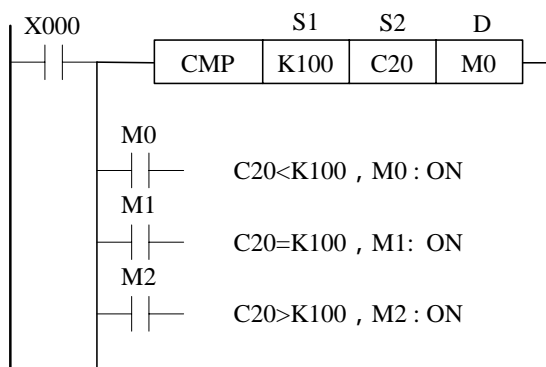 X000
S1 S2 D
CMP K100 C20 M0
M0
C20<K100 , M0 : ON
M1
C20=K100 , M1: ON
M2
C20>K100 , M2 : ON